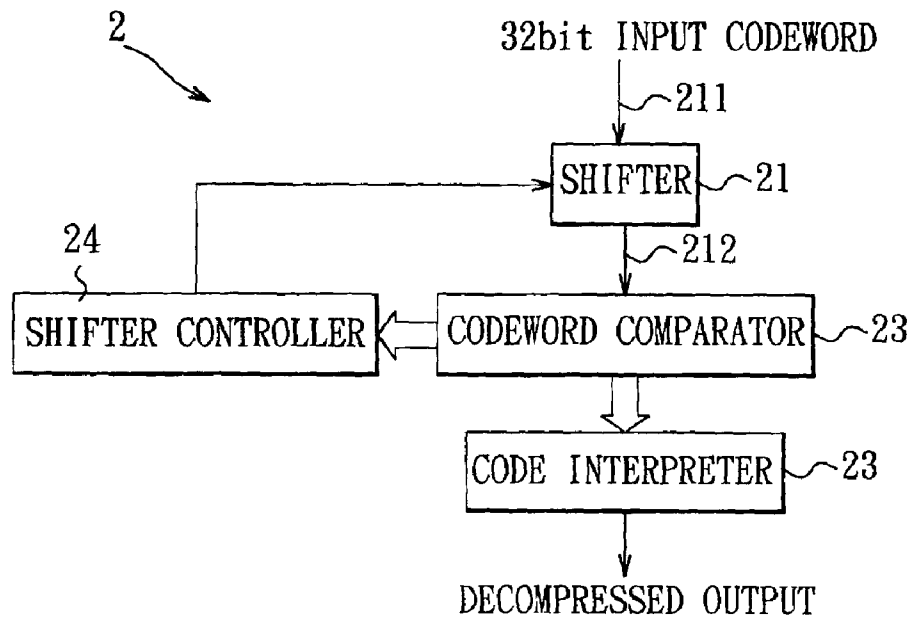 2
32bit INPUT CODEWORD
211
SHIFTER
21
24
212
SHIFTER CONTROLLER
CODEWORD COMPARATOR
23
CODE INTERPRETER
23
DECOMPRESSED OUTPUT